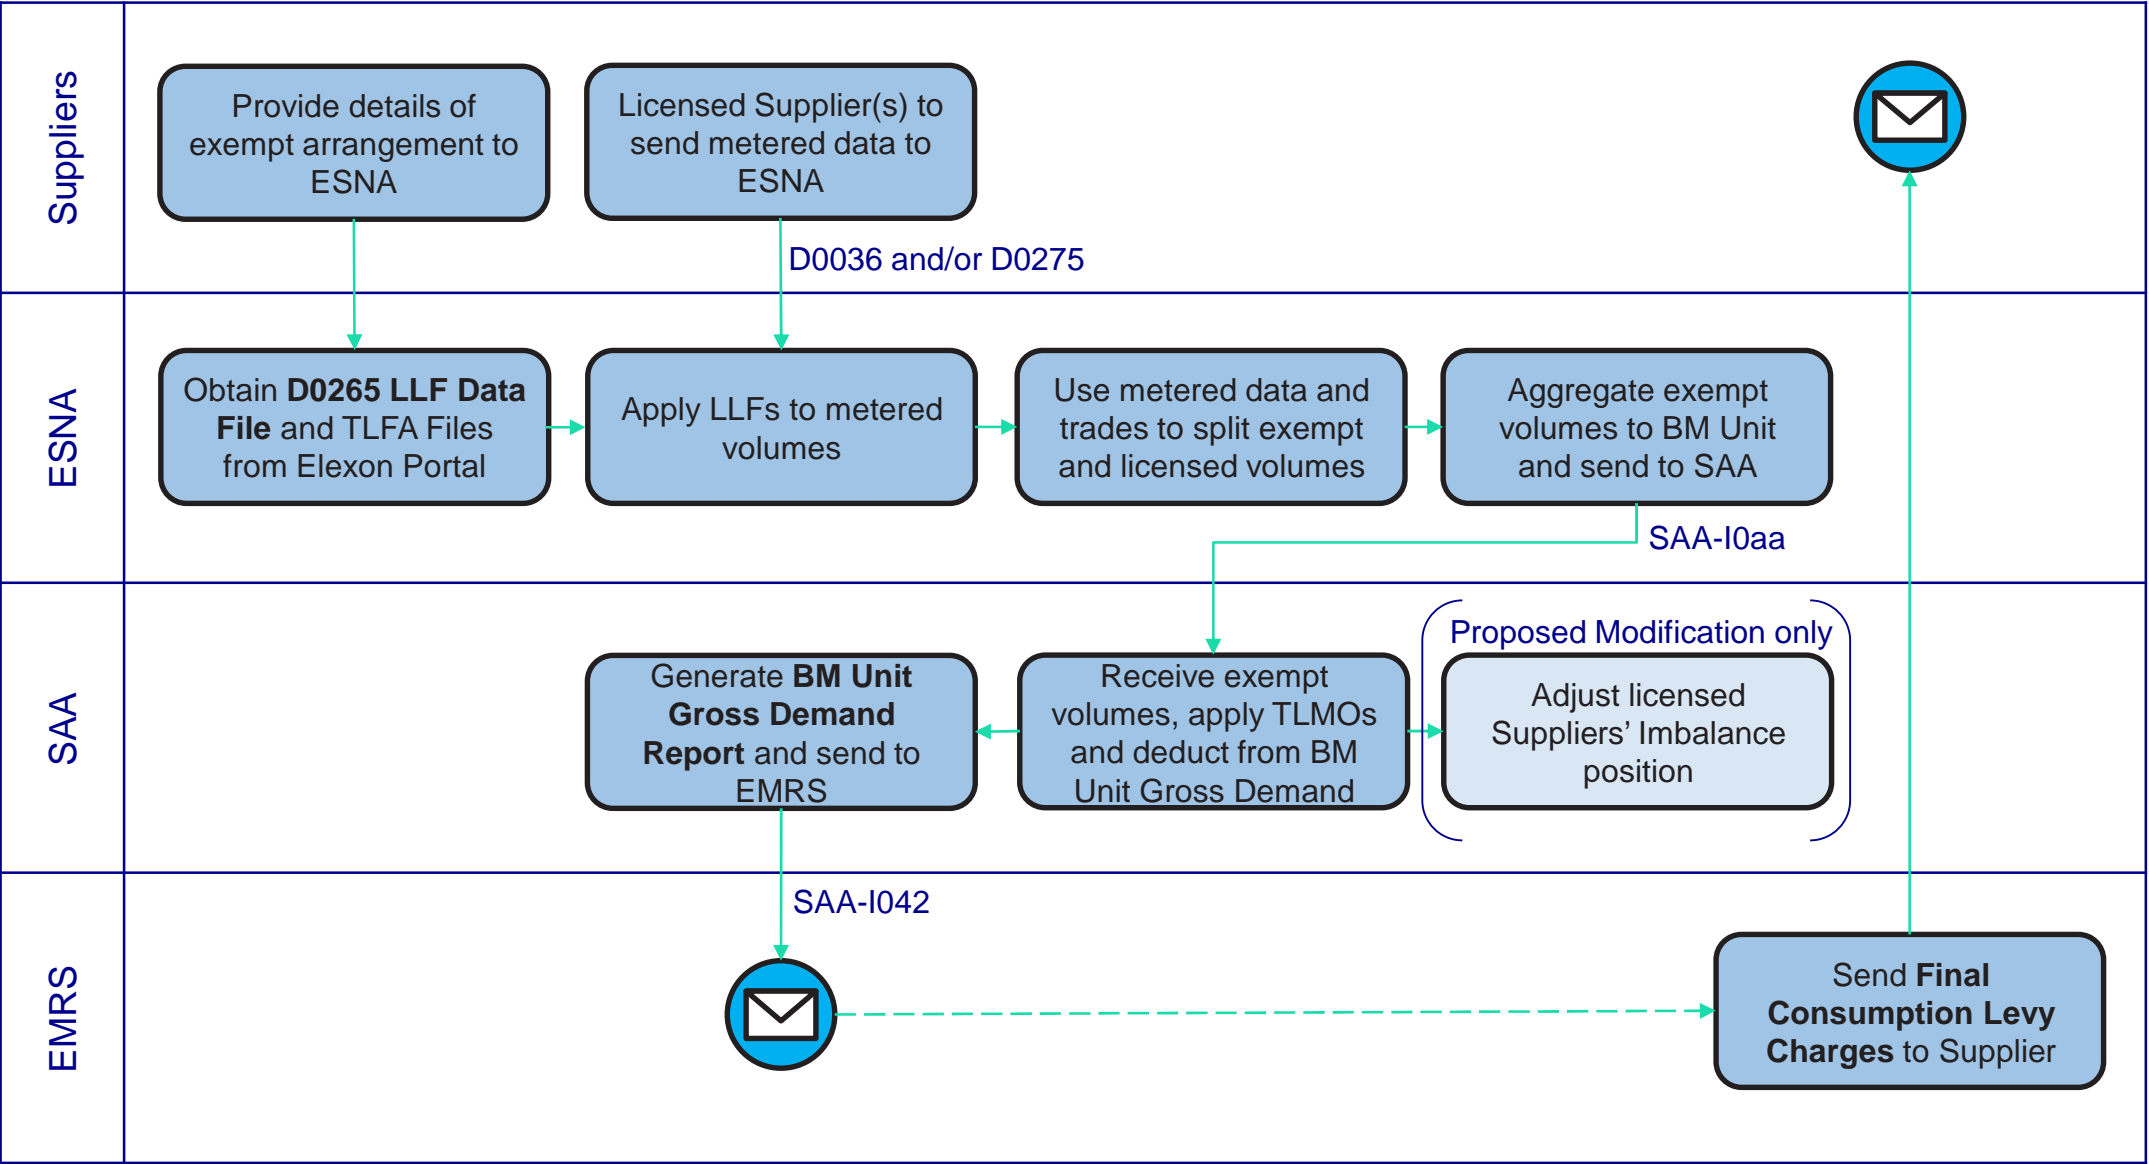 Suppliers
Provide details of
exempt arrangement to
ESNA
Licensed Supplier(s) to
send metered data to
ESNA
D0036 and/or D0275
ESNA
Obtain D0265 LLF Data
File and TLFA Files
from Elexon Portal
Apply LLFs to metered
volumes
Use metered data and
trades to split exempt
and licensed volumes
Aggregate exempt
volumes to BM Unit
and send to SAA
SAA-I0aa
SAA
Generate BM Unit
Gross Demand
Report and send to
EMRS
Receive exempt
volumes, apply TLMOs
and deduct from BM
Unit Gross Demand
Proposed Modification only
Adjust licensed
Suppliers’ Imbalance
position
EMRS
SAA-I042
Send Final
Consumption Levy
Charges to Supplier